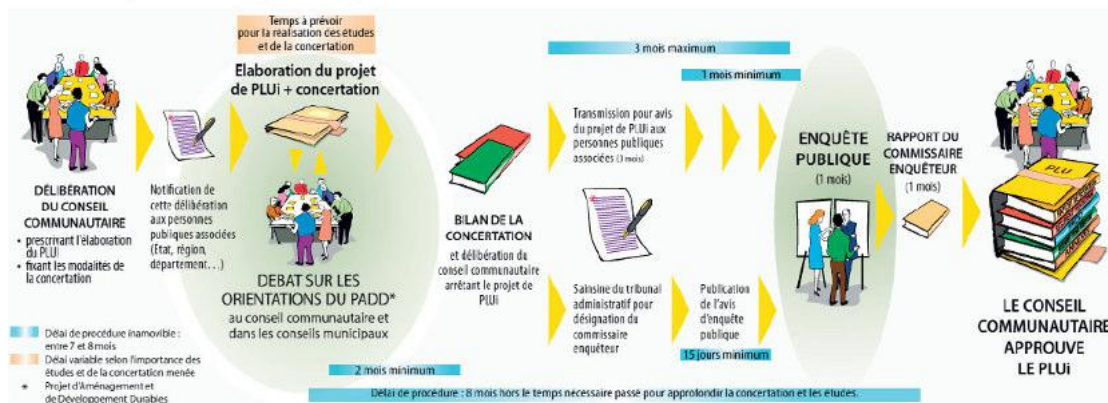 Temps à prévoir
pour la réalisation des études
et de la concertation
Elaboration du projet
de PLUi + concertation
DÉLIBÉRATION
DU CONSEIL
COMMUNAUTAIRE
• prescrivant l'élaboration
du PLUi
• fixant les modalités de
la concertation
Notification de
cette délibération
aux personnes
publiques associées
(Etat, région,
département...)
DEBAT SUR LES
ORIENTATIONS DU PADD*
au conseil communautaire et
dans les conseils municipaux
2 mois minimum
BILAN DE LA
CONCERTATION
et délibération du
conseil communautaire
arrêtant le projet de
PLUi
3 mois maximum
1 mois minimum
Transmission pour avis
du projet de PLUi aux
personnes publiques
associées (3 mois)
Saisine du tribunal
administratif pour
désignation du
commissaire
enquêteur
Publication
de l'avis
d'enquête
publique
15 jours minimum
ENQUÊTE
PUBLIQUE
(1 mois)
RAPPORT DU
COMMISSAIRE
ENQUÊTEUR
(1 mois)
PLU
LE CONSEIL
COMMUNAUTAIRE
APPROUVE
LE PLUi
Délai de procédure inamovible :
entre 7 et 8 mois
Délai variable selon l'importance des
études et de la concertation menée
* Projet d'Aménagement et
de Développement Durables
Délai de procédure : 8 mois hors le temps necessaire passé pour approfondir la concertation et les études.